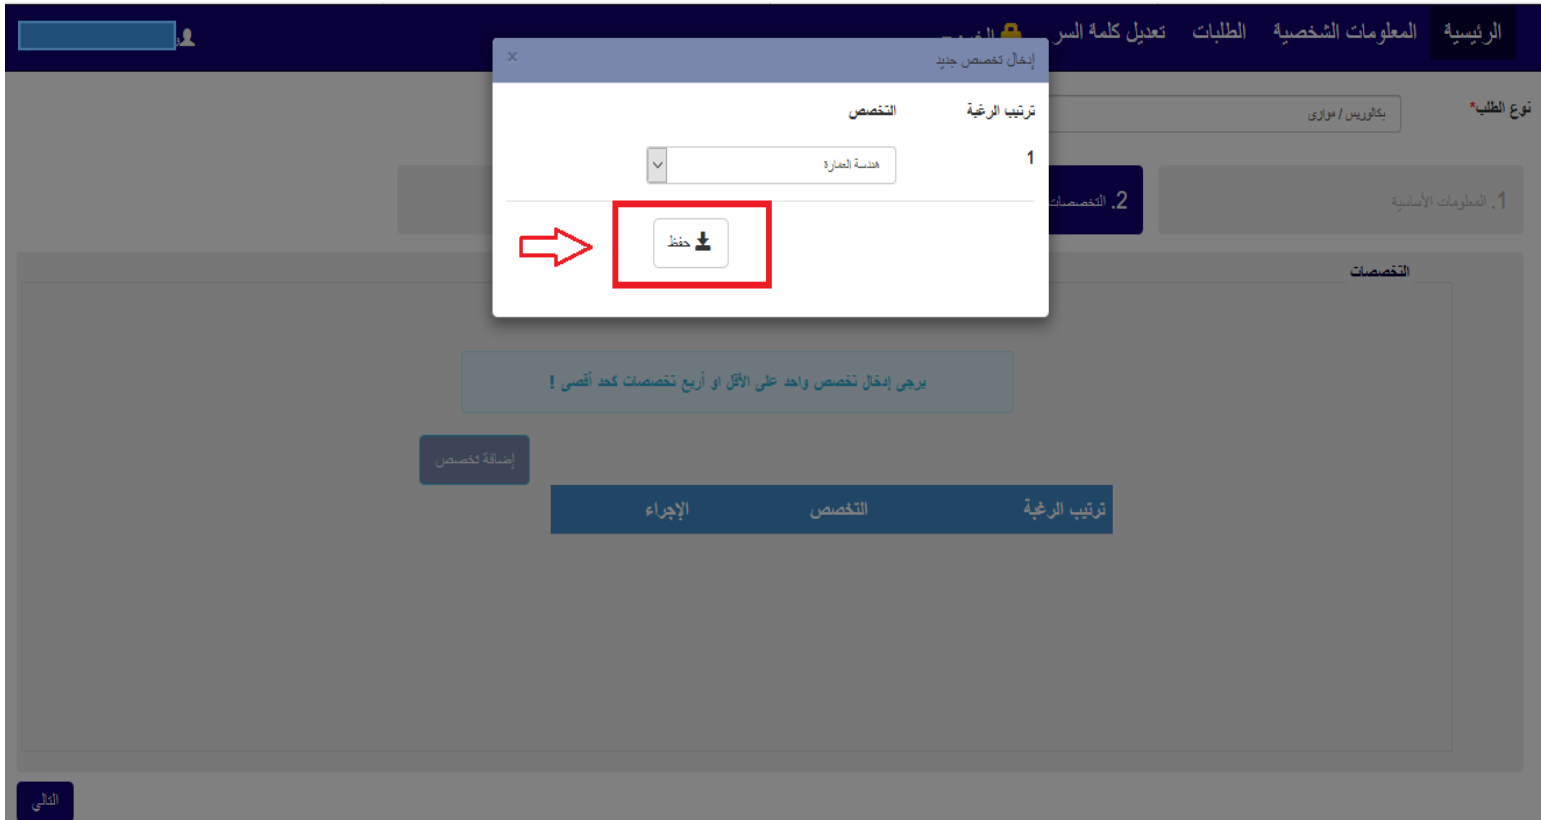 الرئيسية
المعلومات الشخصية
الطلبات
تعديل كلمة السر
إدخال تخصص جديد
×
ترتيب الرغبة
التخصص
1
هندسة العمارة
حفظ
نوع الطلب*
بكالوريس / موازى
1. المعلومات الأساسية
2. التخصصات
التخصصات
يرجى إدخال تخصص واحد على الأقل او أربع تخصصات كحد أقصى !
إضافة تخصص
ترتيب الرغبة
التخصص
الإجراء
التالي